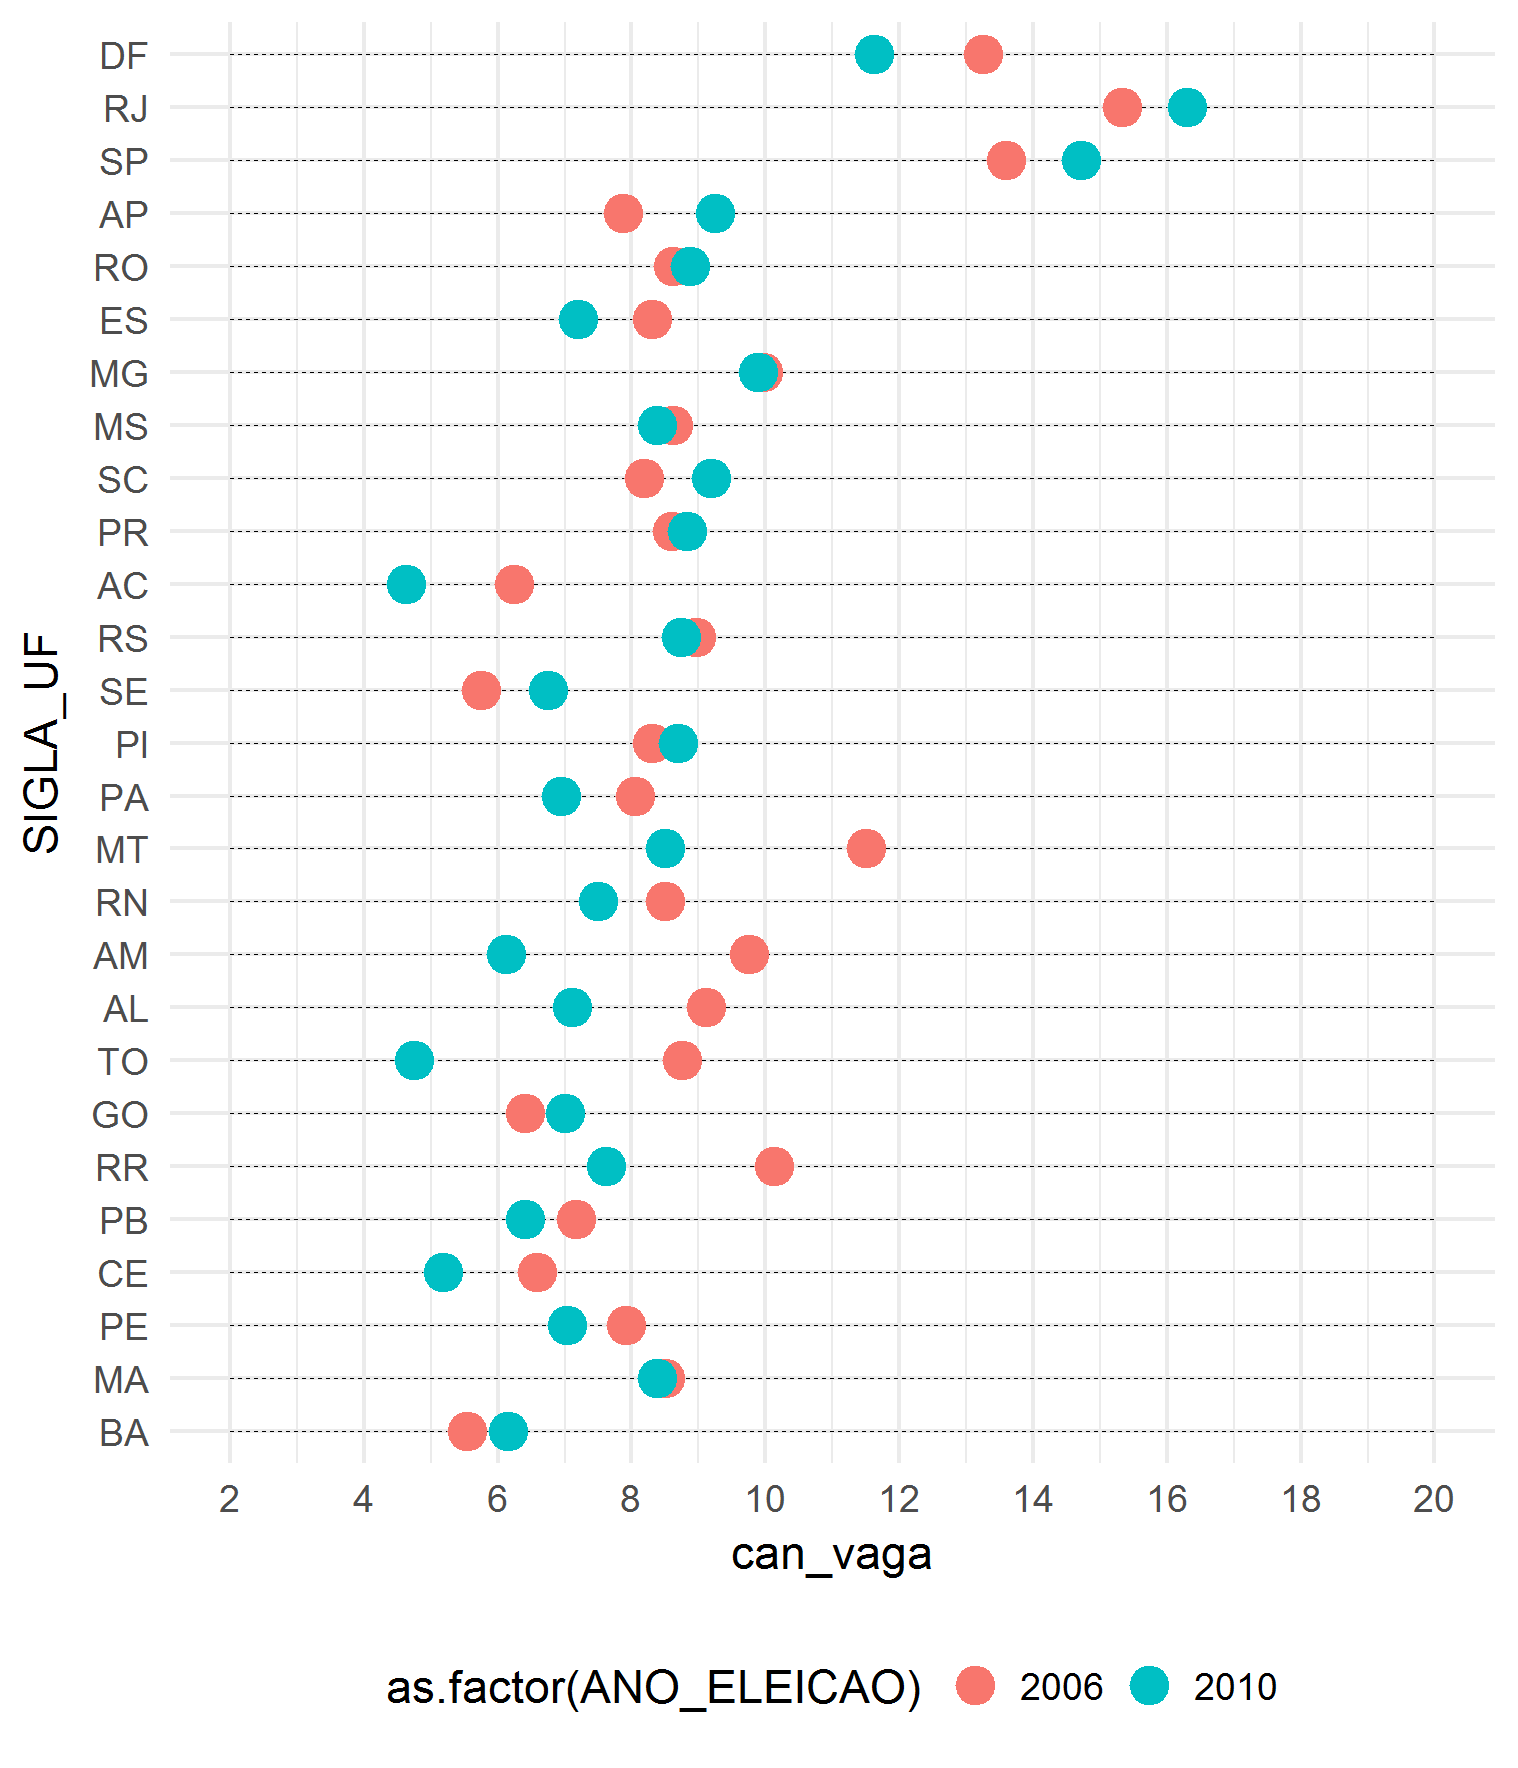 DF
RJ
SP
AP
RO
ES
MG
MS
SC
PR
AC
RS
SE
PI
PA
MT
RN
AM
AL
TO
GO
RR
PB
CE
PE
MA
BA
SIGLA_UF
2 4 6 8 10 12 14 16 18 20
can_vaga
as.factor(ANO_ELEICAO) 2006 2010